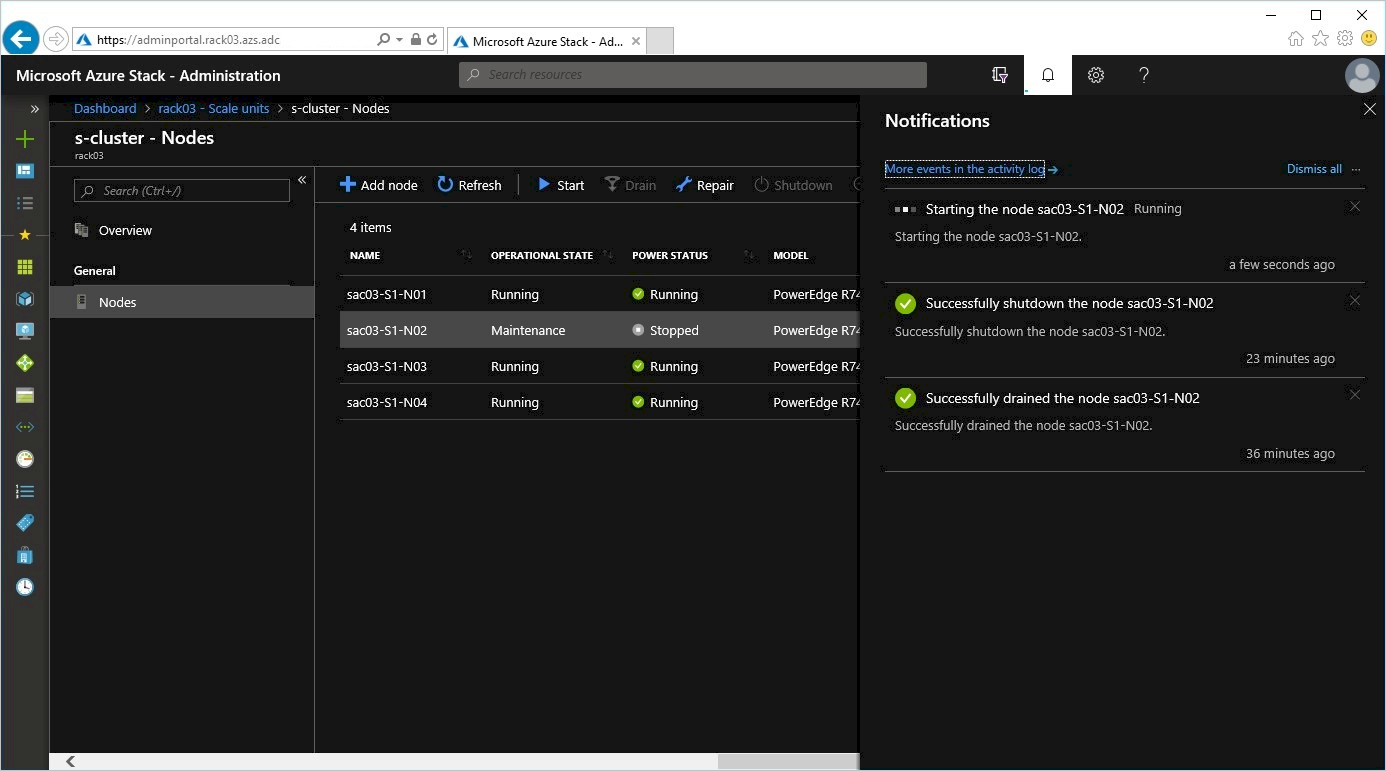 https://adminportal.rack03.azs.adc
Microsoft Azure Stack - Ad...
Microsoft Azure Stack - Administration
Search resources
Dashboard > rack03 - Scale units > s-cluster - Nodes
s-cluster - Nodes
rack03
Search (Ctrl+/)
Overview
General
Nodes
Add node Refresh Start Drain Repair Shutdown
4 items
NAME OPERATIONAL STATE POWER STATUS MODEL
sac03-S1-N01 Running Running PowerEdge R74
sac03-S1-N02 Maintenance Stopped PowerEdge R74
sac03-S1-N03 Running Running PowerEdge R74
sac03-S1-N04 Running Running PowerEdge R74
Notifications
More events in the activity log → Dismiss all ...
Starting the node sac03-S1-N02 Running
Starting the node sac03-S1-N02.
a few seconds ago
Successfully shutdown the node sac03-S1-N02
Successfully shutdown the node sac03-S1-N02.
23 minutes ago
Successfully drained the node sac03-S1-N02
Successfully drained the node sac03-S1-N02.
36 minutes ago